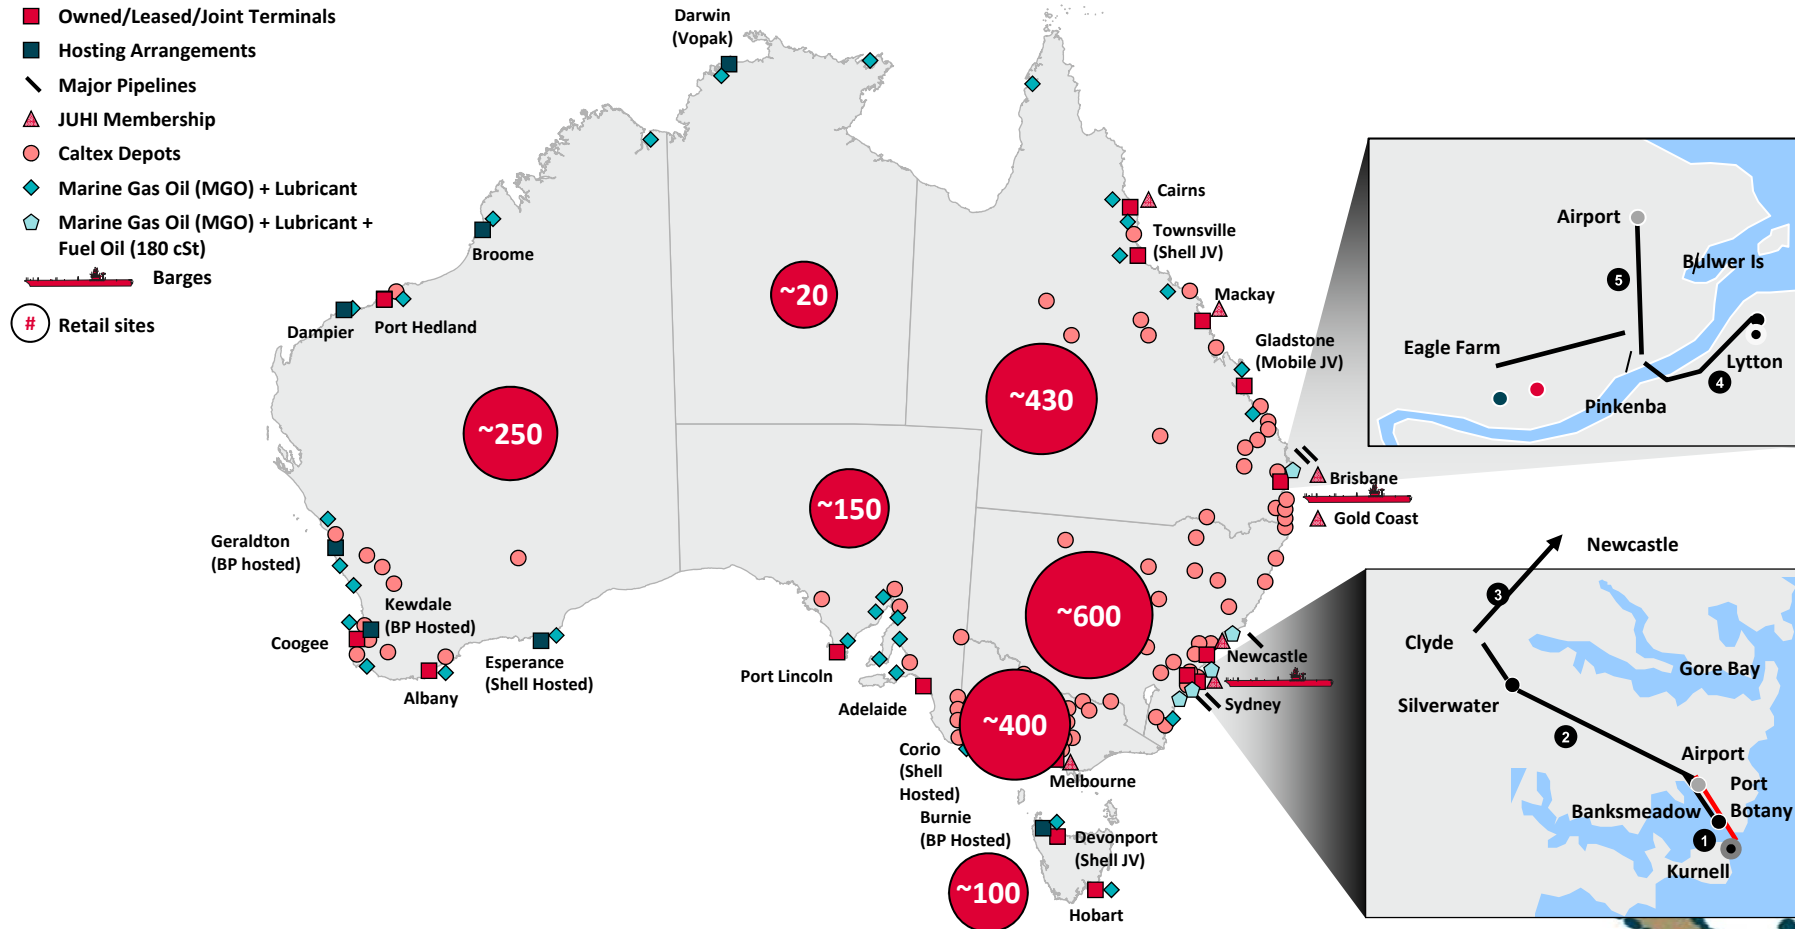 Owned/Leased/Joint Terminals
Hosting Arrangements
Major Pipelines
JUHI Membership
Caltex Depots
Marine Gas Oil (MGO) + Lubricant
Marine Gas Oil (MGO) + Lubricant +
Fuel Oil (180 cSt)
Barges
#
Retail sites
Darwin
(Vopak)
Broome
Dampier
Port Hedland
~20
~250
~430
~150
~600
~400
~100
Cairns
Townsville
(Shell JV)
Mackay
Gladstone
(Mobile JV)
Brisbane
Gold Coast
Geraldton
(BP hosted)
Kewdale
(BP Hosted)
Coogee
Albany
Esperance
(Shell Hosted)
Port Lincoln
Adelaide
Newcastle
Sydney
Corio
(Shell
Hosted)
Melbourne
Burnie
(BP Hosted)
Devonport
(Shell JV)
Hobart
Airport
Bulwer Is
5
Eagle Farm
Lytton
4
Pinkenba
Newcastle
3
Clyde
Gore Bay
Silverwater
2
Airport
Port
Botany
Banksmeadow
1
Kurnell